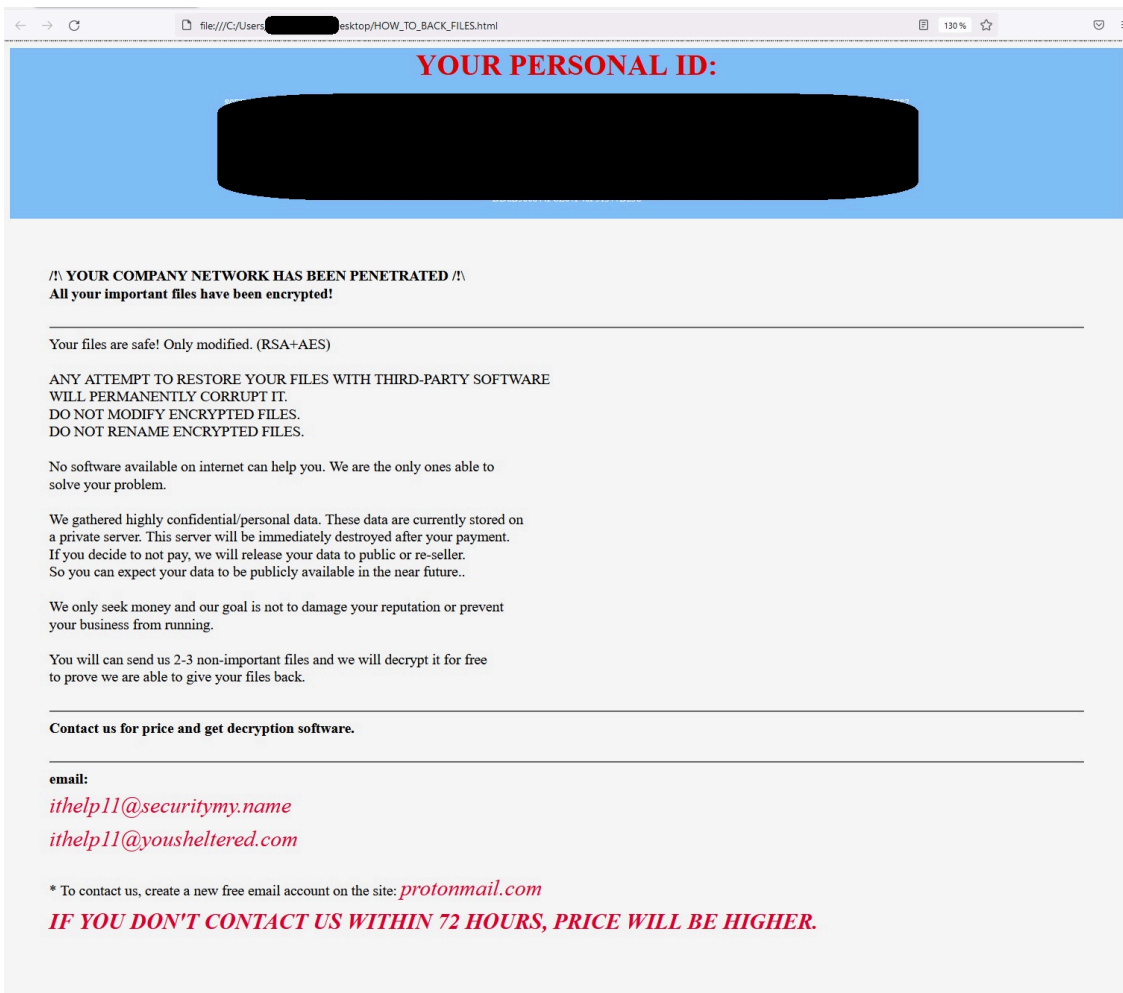 file:///C:/Users esktop/HOW_TO_BACK_FILES.html
130%
YOUR PERSONAL ID:
/!\ YOUR COMPANY NETWORK HAS BEEN PENETRATED /!\
All your important files have been encrypted!
Your files are safe! Only modified. (RSA+AES)
ANY ATTEMPT TO RESTORE YOUR FILES WITH THIRD-PARTY SOFTWARE
WILL PERMANENTLY CORRUPT IT.
DO NOT MODIFY ENCRYPTED FILES.
DO NOT RENAME ENCRYPTED FILES.
No software available on internet can help you. We are the only ones able to
solve your problem.
We gathered highly confidential/personal data. These data are currently stored on
a private server. This server will be immediately destroyed after your payment.
If you decide to not pay, we will release your data to public or re-seller.
So you can expect your data to be publicly available in the near future..
We only seek money and our goal is not to damage your reputation or prevent
your business from running.
You will can send us 2-3 non-important files and we will decrypt it for free
to prove we are able to give your files back.
Contact us for price and get decryption software.
email:
ithelp11@securitymy.name
ithelp11@yousheltered.com
* To contact us, create a new free email account on the site: protonmail.com
IF YOU DON'T CONTACT US WITHIN 72 HOURS, PRICE WILL BE HIGHER.